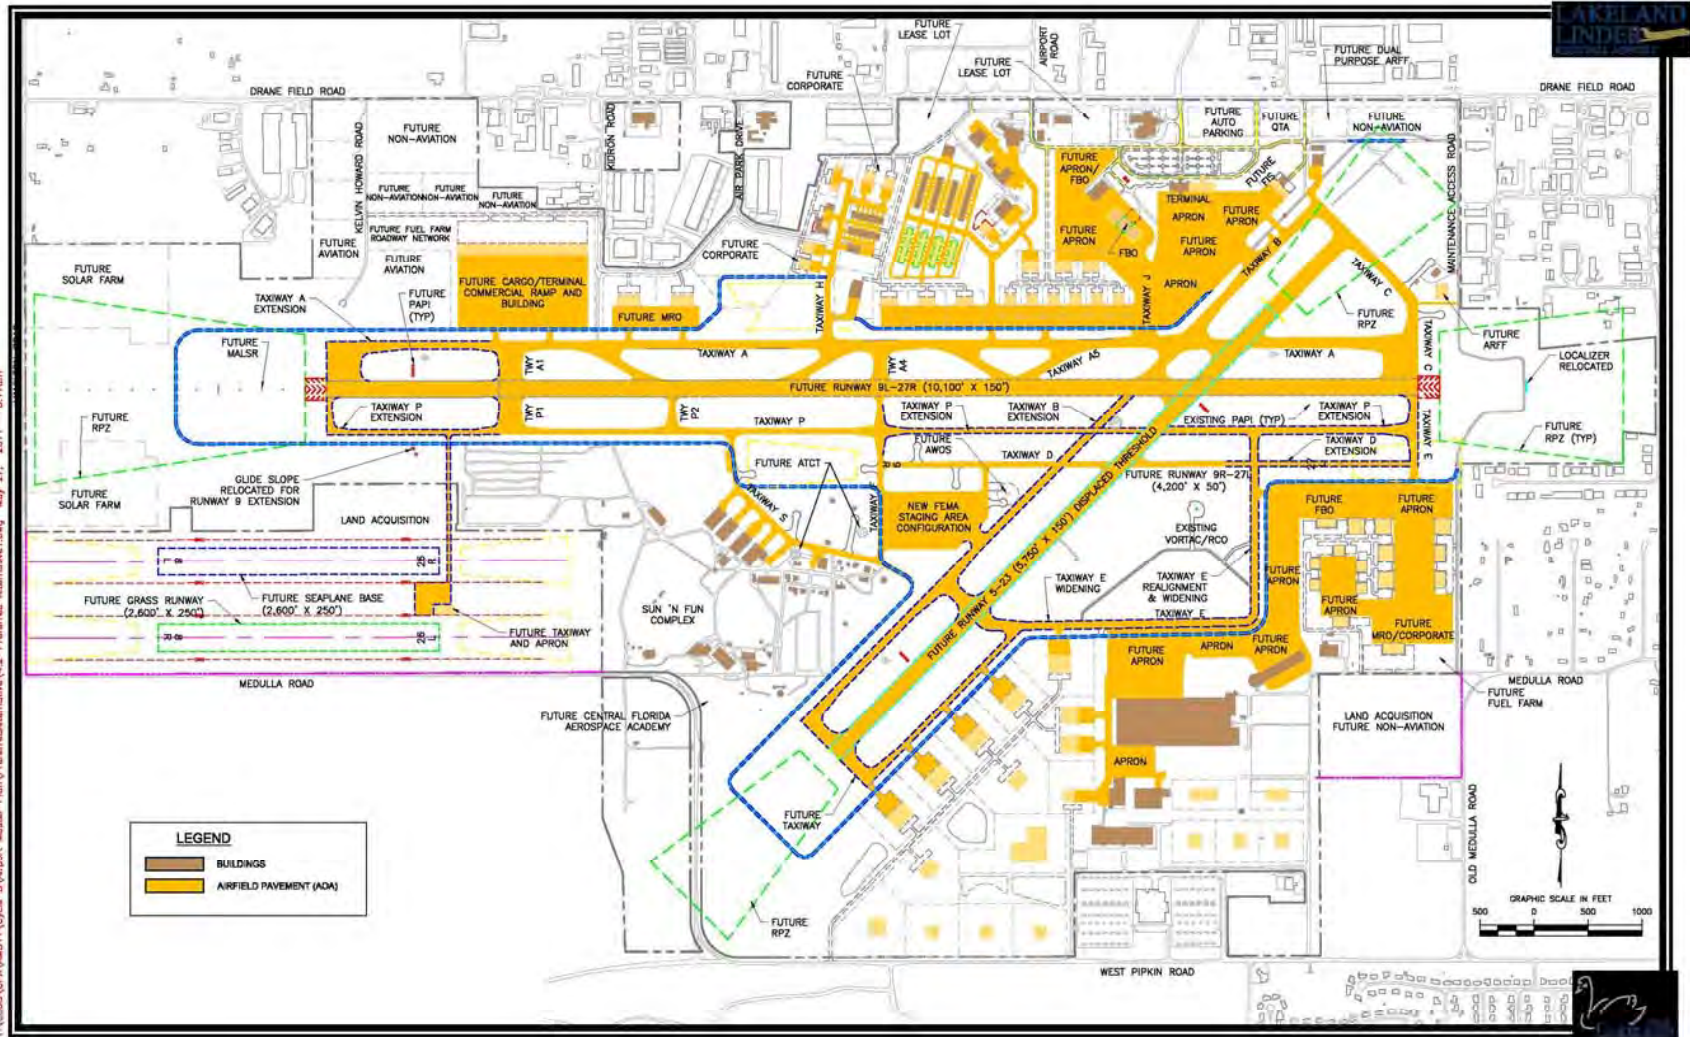 LAKELAND
LINDER
FUTURE
LEASE LOT
AIRPORT
ROAD
FUTURE
LEASE LOT
FUTURE DUAL
PURPOSE ARFF
FUTURE
CORPORATE
DRANE FIELD ROAD
DRANE FIELD ROAD
KELVIN HOWARD ROAD
FUTURE
NON-AVIATION
KIDRON ROAD
AIR PARK DRIVE
FUTURE
AUTO
PARKING
FUTURE
QTA
FUTURE
NON-AVIATION
MAINTENANCE ACCESS ROAD
FUTURE
NON-AVIATION
FUTURE
NON-AVIATION
FUTURE
NON-AVIATION
FUTURE
APRON/
FBO
FUTURE
FIS
TERMINAL
APRON
FUTURE
APRON
FUTURE
APRON
FUTURE
APRON
FBO
APRON
FUTURE FUEL FARM
ROADWAY NETWORK
FUTURE
AVIATION
FUTURE
AVIATION
FUTURE
CORPORATE
FUTURE
SOLAR FARM
FUTURE CARGO/TERMINAL
COMMERCIAL RAMP AND
BUILDING
TAXIWAY A
EXTENSION
FUTURE
PAPI
(TYP)
FUTURE MRO
TAXIWAY H
TAXIWAY J
TAXIWAY B
TAXIWAY C
FUTURE
RPZ
FUTURE
ARFF
FUTURE
MALSR
TWY
A1
TAXIWAY A
TWY
A4
TAXIWAY A5
TAXIWAY A
TAXIWAY C
LOCALIZER
RELOCATED
FUTURE RUNWAY 9L-27R (10,100' X 150')
FUTURE
RPZ
TAXIWAY P
EXTENSION
TWY
P1
TWY
P2
TAXIWAY P
TAXIWAY P
EXTENSION
TAXIWAY B
EXTENSION
EXISTING PAPI (TYP)
TAXIWAY P
EXTENSION
TAXIWAY E
FUTURE
RPZ (TYP)
FUTURE
AWOS
TAXIWAY D
TAXIWAY D
EXTENSION
FUTURE ATCT
9
R
FUTURE RUNWAY 9R-27L
(4,200' X 50')
GLIDE SLOPE
RELOCATED FOR
RUNWAY 9 EXTENSION
FUTURE
SOLAR FARM
LAND ACQUISITION
TAXIWAY S
NEW FEMA
STAGING AREA
CONFIGURATION
EXISTING
VORTAC/RCO
FUTURE
FBO
FUTURE
APRON
FUTURE RUNWAY 5-23 (5,750' X 150') DISPLACED THRESHOLD
8
L
26
R
FUTURE SEAPLANE BASE
(2,600' X 250')
FUTURE GRASS RUNWAY
(2,600' X 250')
8
R
26
L
FUTURE TAXIWAY
AND APRON
SUN 'N FUN
COMPLEX
TAXIWAY E
WIDENING
TAXIWAY E
REALIGNMENT
& WIDENING
TAXIWAY E
FUTURE
APRON
FUTURE
APRON
FUTURE
MRO/CORPORATE
FUTURE
APRON
APRON
FUTURE
APRON
MEDULLA ROAD
MEDULLA ROAD
FUTURE
FUEL FARM
FUTURE CENTRAL FLORIDA
AEROSPACE ACADEMY
LAND ACQUISITION
FUTURE NON-AVIATION
APRON
FUTURE
TAXIWAY
OLD MEDULLA ROAD
LEGEND
BUILDINGS
AIRFIELD PAVEMENT (AOA)
FUTURE
RPZ
GRAPHIC SCALE IN FEET
500
0
500
1000
WEST PIPKIN ROAD